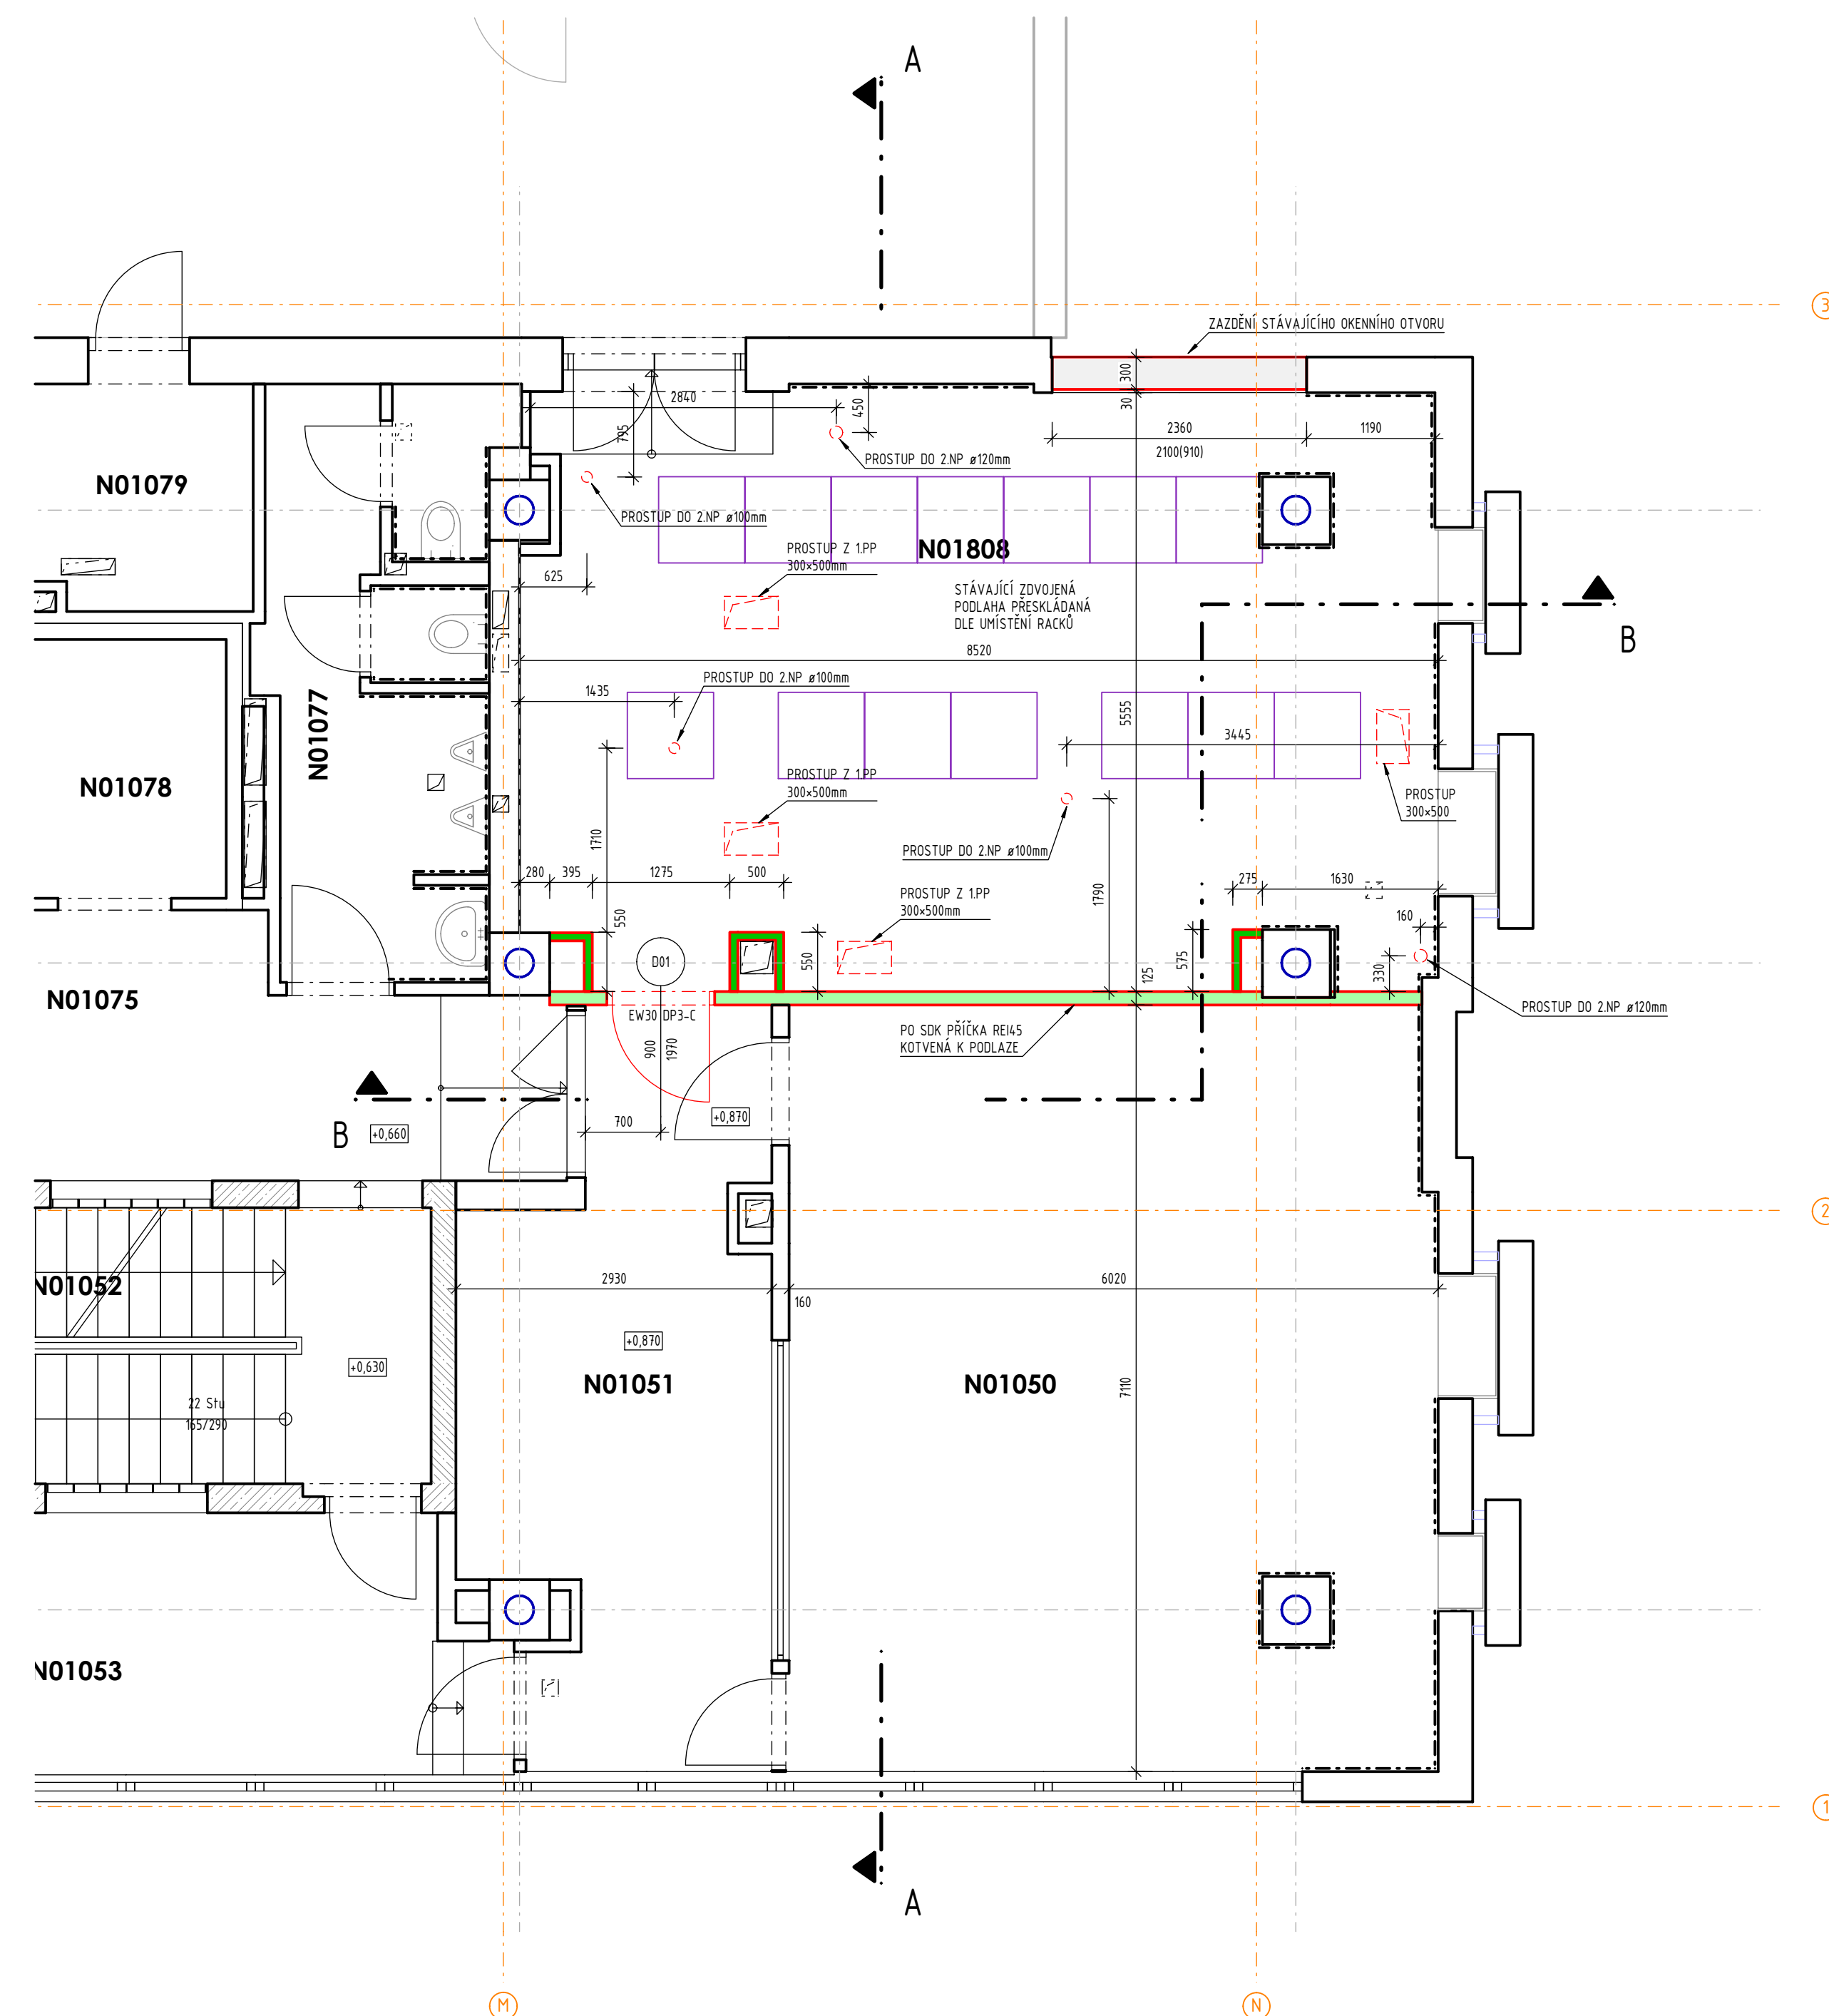 A
3
ZAZDĚNÍ STÁVAJÍCÍHO OKENNÍHO OTVORU
300
30
2840
450
795
2360
1190
2100(910)
PROSTUP DO 2.NP ø120mm
N01079
PROSTUP DO 2.NP ø100mm
PROSTUP Z 1.PP
300×500mm
N01808
625
STÁVAJÍCÍ ZDVOJENÁ
PODLAHA PŘESKLÁDANÁ
DLE UMÍSTĚNÍ RACKŮ
B
8520
1435
PROSTUP DO 2.NP ø100mm
5555
3445
N01077
N01078
PROSTUP Z 1.PP
300×500mm
PROSTUP
300×500
1710
PROSTUP DO 2.NP ø100mm
280
395
1275
500
1790
275
1630
PROSTUP Z 1.PP
300×500mm
160
550
D01
550
125
575
330
N01075
PROSTUP DO 2.NP ø120mm
EW30 DP3-C
PO SDK PŘÍČKA REI45
KOTVENÁ K PODLAZE
900
1970
+0,870
700
B
+0,660
2
N01052
2930
160
6020
+0,870
+0,630
N01051
N01050
7110
22 Stu
165/290
N01053
1
A
M
N